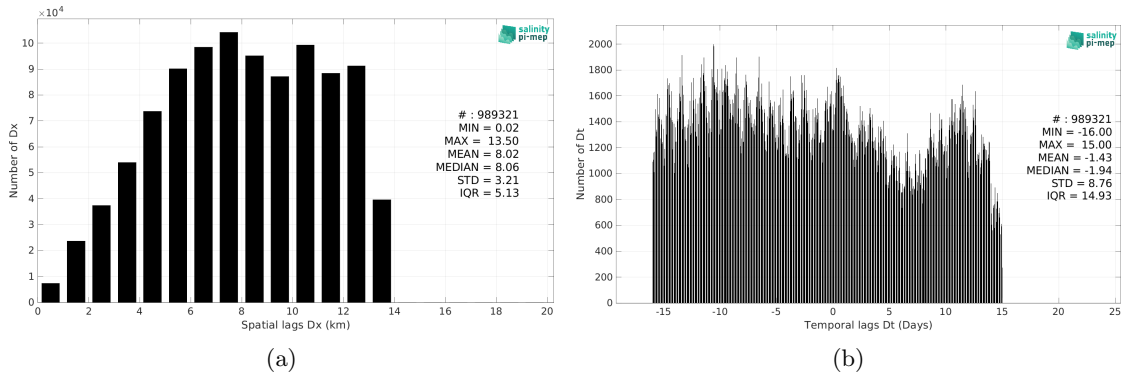 ×10⁴
10
9
8
7
6
5
4
3
2
1
0
0 2 4 6 8 10 12 14 16 18 20
Number of Dx
Spatial lags Dx (km)
salinity
pi-mep
# : 989321
MIN = 0.02
MAX = 13.50
MEAN = 8.02
MEDIAN = 8.06
STD = 3.21
IQR = 5.13
(a)
2000
1800
1600
1400
1200
1000
800
600
400
200
0
-15 -10 -5 0 5 10 15 20 25
Number of Dt
Temporal lags Dt (Days)
salinity
pi-mep
# : 989321
MIN = -16.00
MAX = 15.00
MEAN = -1.43
MEDIAN = -1.94
STD = 8.76
IQR = 14.93
(b)